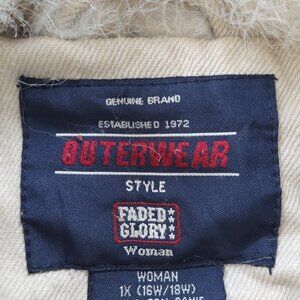 GENUINE BRAND
ESTABLISHED 1972
OUTERWEAR
STYLE
FADED
GLORY
Woman
WOMAN
1X (16W/18W)